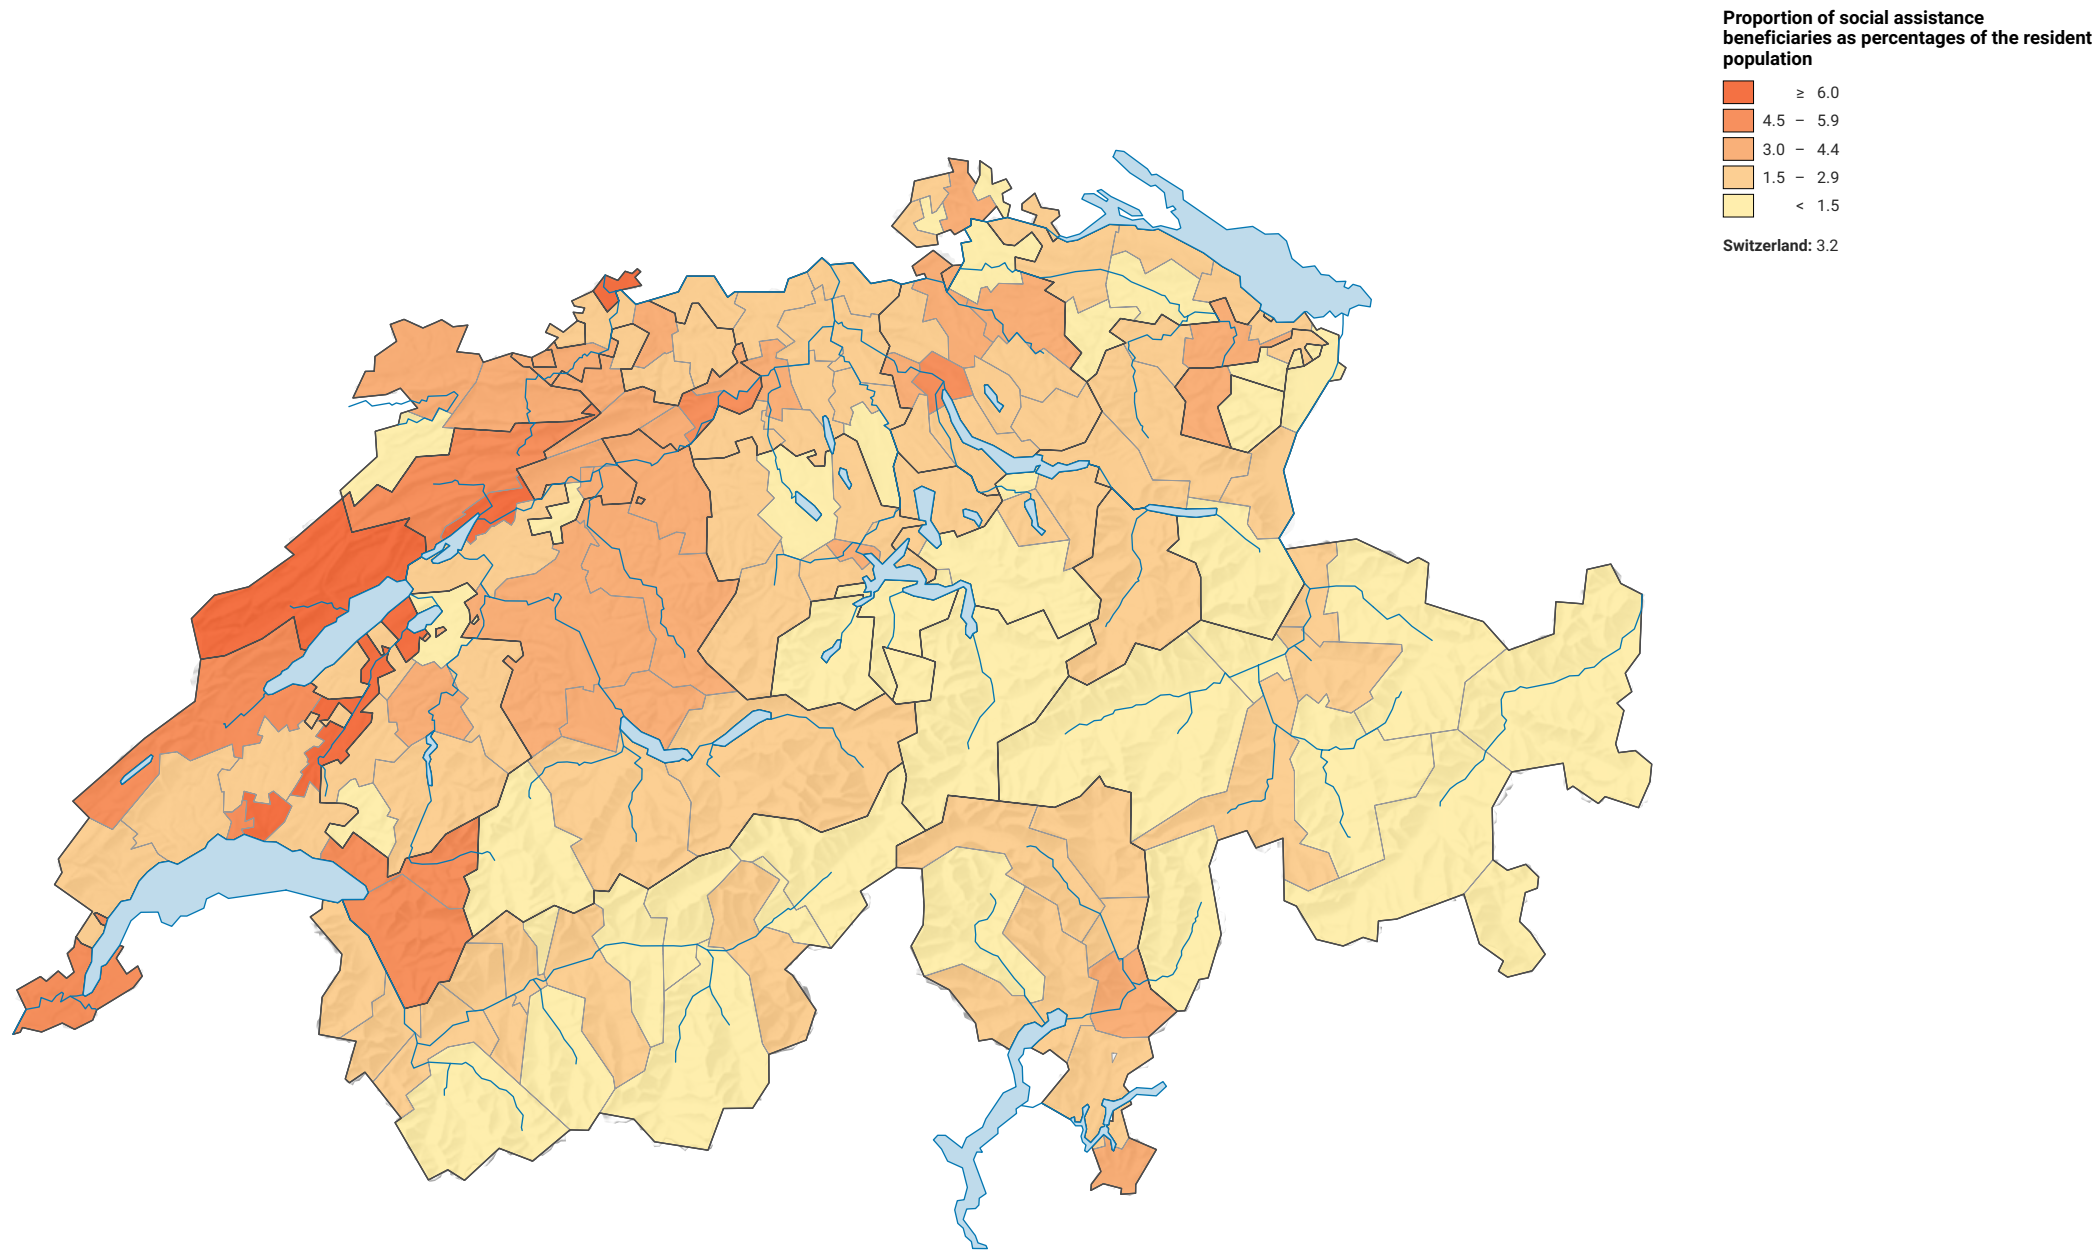 Proportion of social assistance
beneficiaries as percentages of the resident
population
≥ 6.0
4.5 – 5.9
3.0 – 4.4
1.5 – 2.9
< 1.5
Switzerland: 3.2